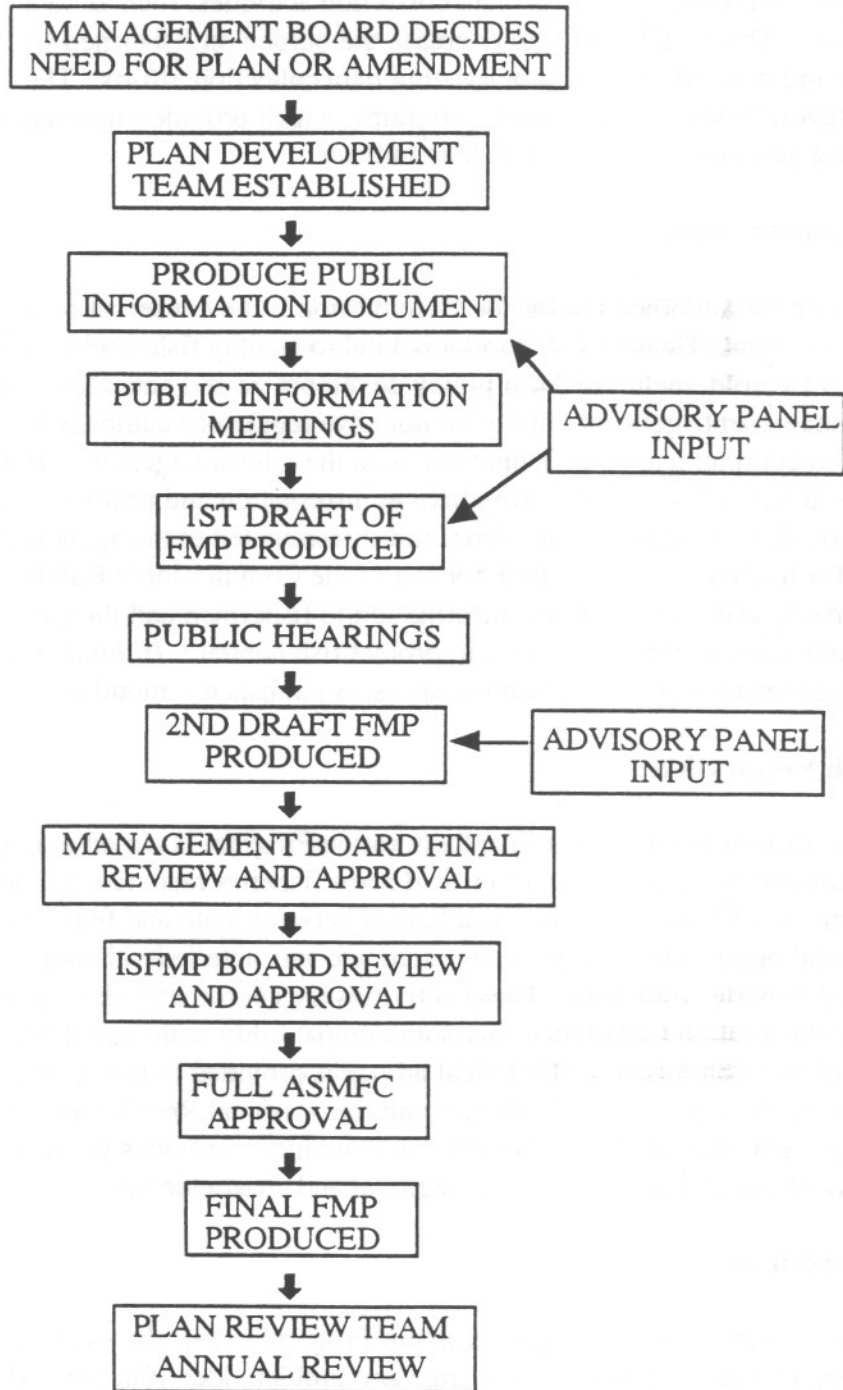 MANAGEMENT BOARD DECIDES
NEED FOR PLAN OR AMENDMENT
PLAN DEVELOPMENT
TEAM ESTABLISHED
PRODUCE PUBLIC
INFORMATION DOCUMENT
PUBLIC INFORMATION
MEETINGS
ADVISORY PANEL
INPUT
1ST DRAFT OF
FMP PRODUCED
PUBLIC HEARINGS
2ND DRAFT FMP
PRODUCED
ADVISORY PANEL
INPUT
MANAGEMENT BOARD FINAL
REVIEW AND APPROVAL
ISFMP BOARD REVIEW
AND APPROVAL
FULL ASMFC
APPROVAL
FINAL FMP
PRODUCED
PLAN REVIEW TEAM
ANNUAL REVIEW